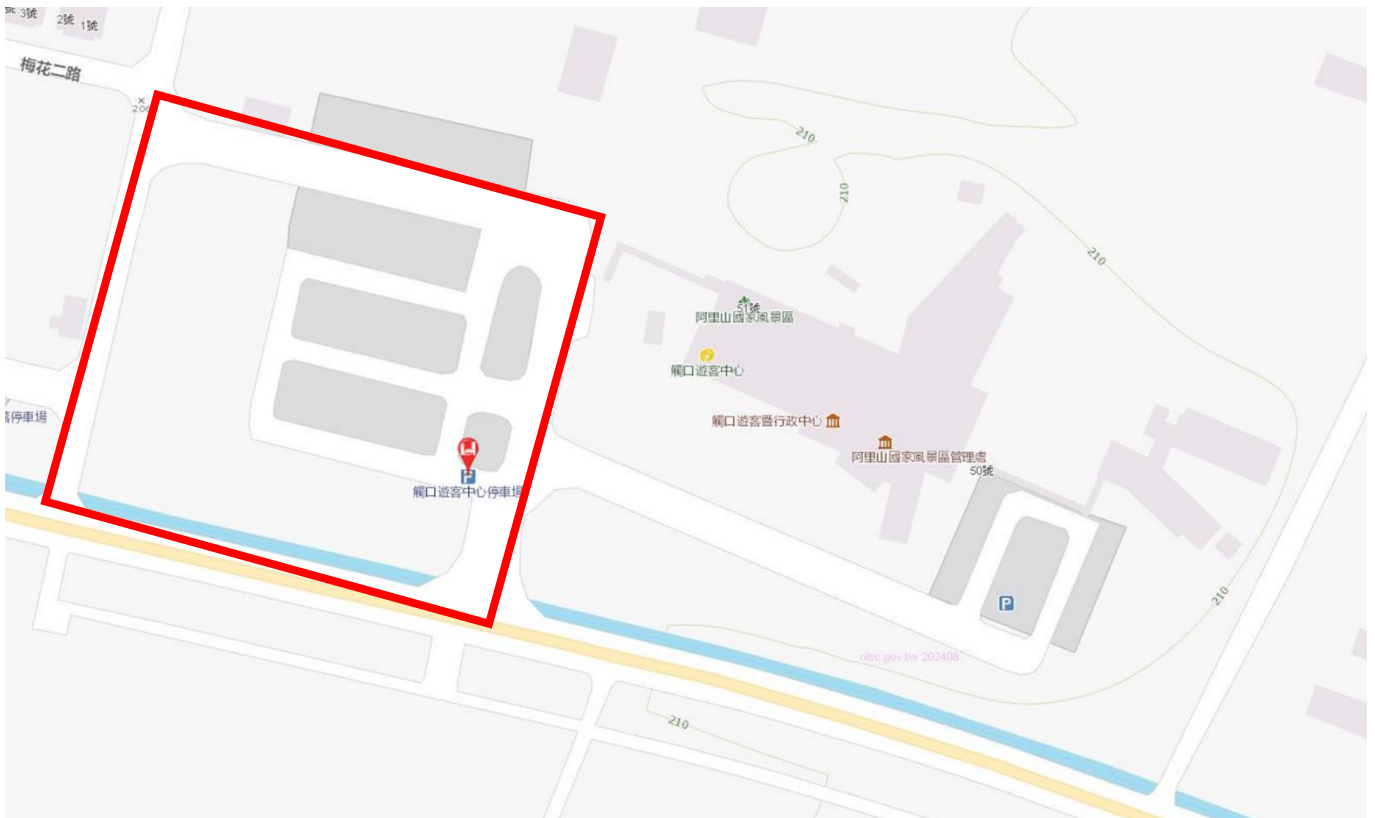 3號
2號
1號
梅花二路
210
210
210
51號
阿里山國家風景區
觸口遊客中心
觸口遊客暨行政中心
阿里山國家風景區管理處
50號
停車場
P
觸口遊客中心停車場
P
210
nlsc.gov.tw 202408
210